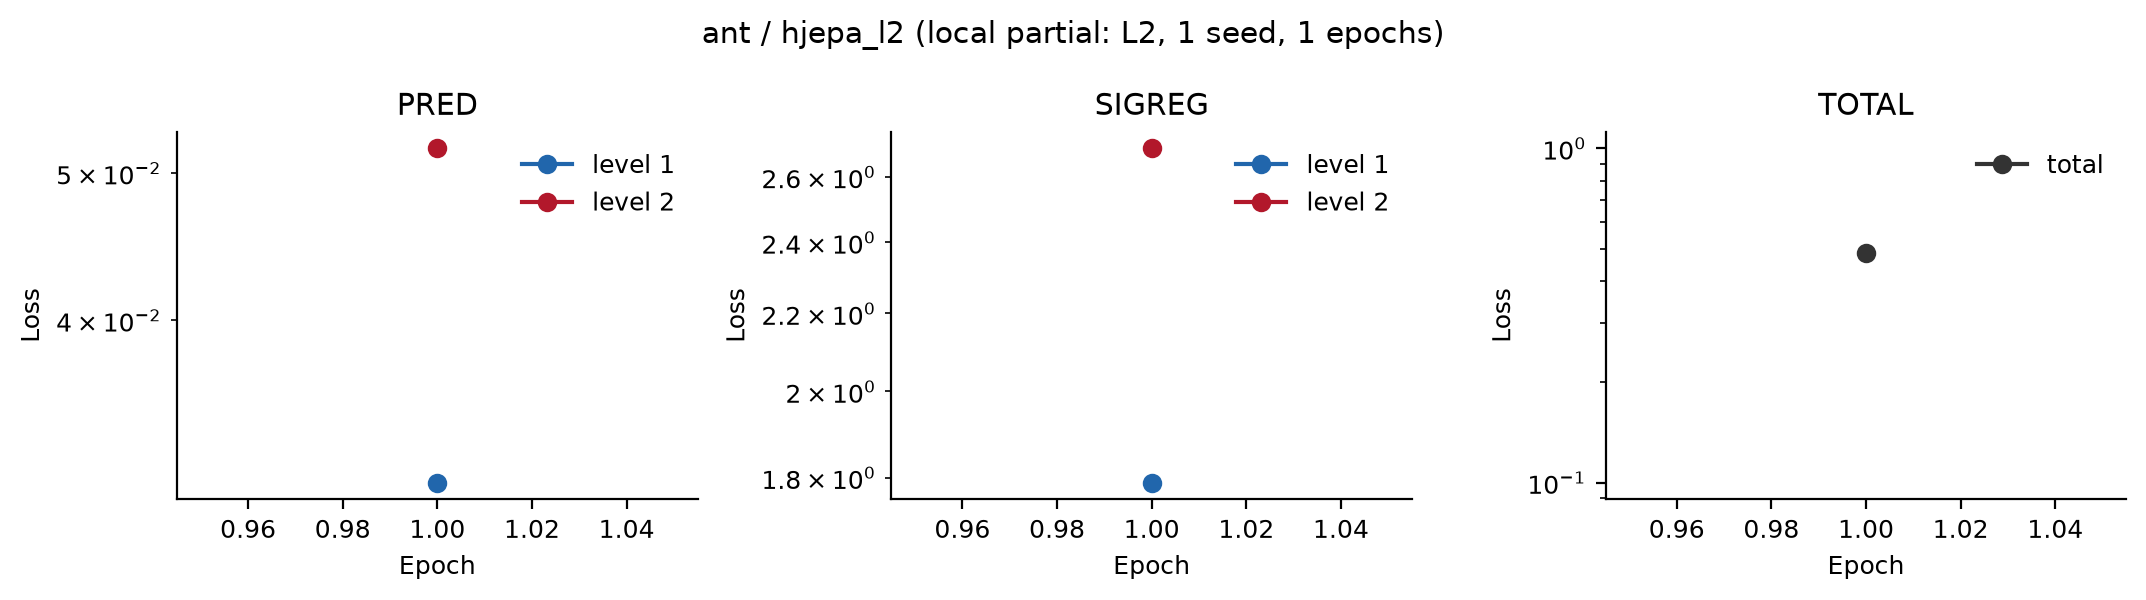 ant / hjepa_l2 (local partial: L2, 1 seed, 1 epochs)
PRED
5 × 10⁻²
4 × 10⁻²
Loss
level 1
level 2
0.96 0.98 1.00 1.02 1.04
Epoch
SIGREG
2.6 × 10⁰
2.4 × 10⁰
2.2 × 10⁰
2 × 10⁰
1.8 × 10⁰
Loss
level 1
level 2
0.96 0.98 1.00 1.02 1.04
Epoch
TOTAL
10⁰
10⁻¹
Loss
total
0.96 0.98 1.00 1.02 1.04
Epoch